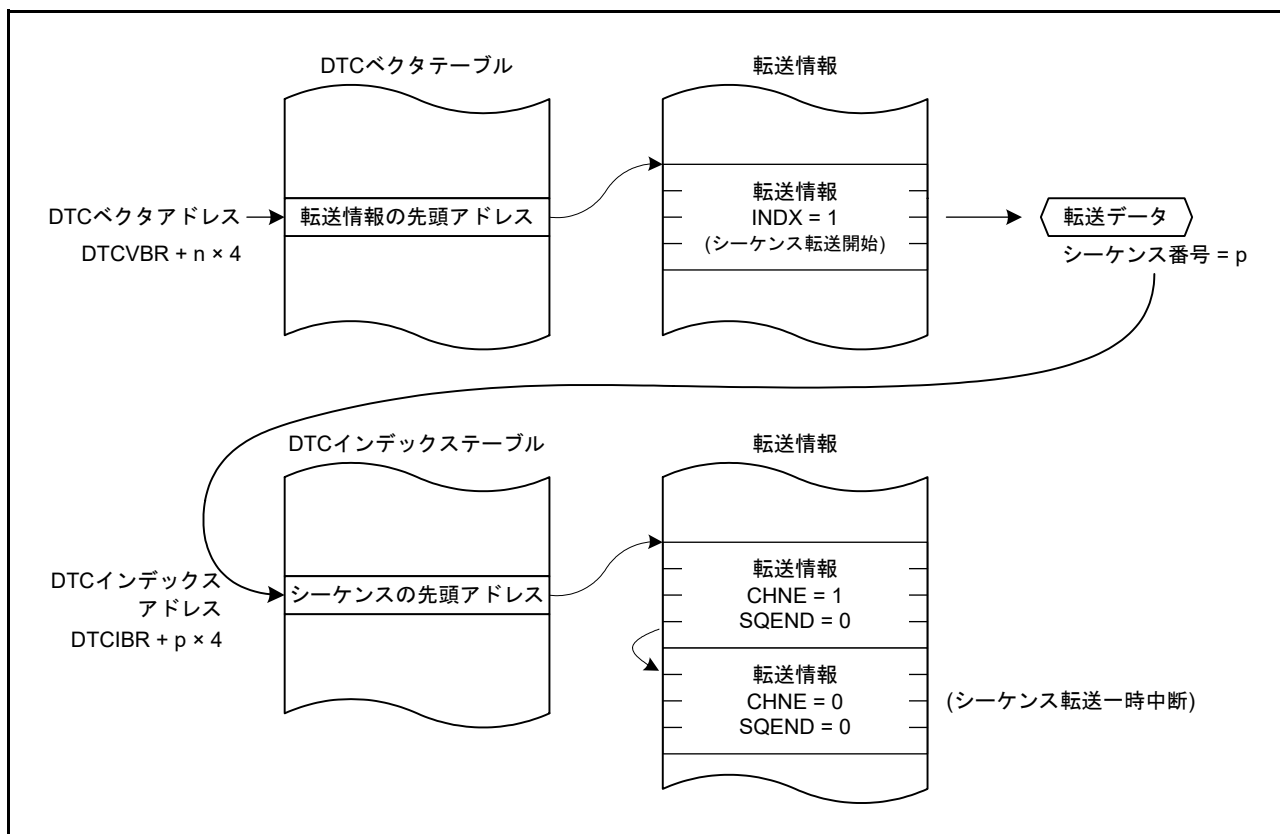 DTCベクタテーブル
転送情報
DTCベクタアドレス
DTCVBR + n × 4
転送情報の先頭アドレス
転送情報
INDX = 1
(シーケンス転送開始)
転送データ
シーケンス番号 = p
DTCインデックステーブル
転送情報
DTCインデックス
アドレス
DTCIBR + p × 4
シーケンスの先頭アドレス
転送情報
CHNE = 1
SQEND = 0
転送情報
CHNE = 0
SQEND = 0
(シーケンス転送一時中断)